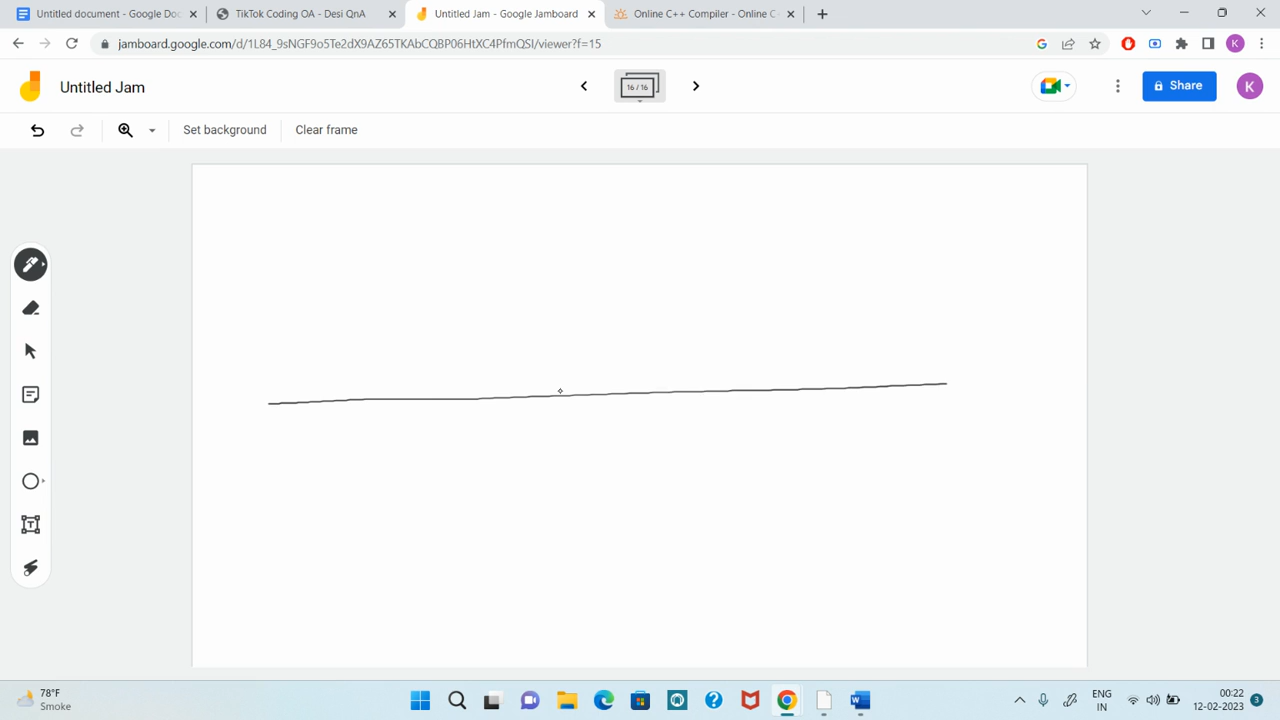 Untitled document - Google Doc
TikTok Coding OA - Desi QnA
Untitled Jam - Google Jamboard
Online C++ Compiler - Online C
jamboard.google.com/d/1L84_9sNGF9o5Te2dX9AZ65TKAbCQBP06HtXC4PfmQSI/viewer?f=15
K
Untitled Jam
16 / 16
Share
K
Set background
Clear frame
78°F
Smoke
ENG
IN
00:22
12-02-2023
3